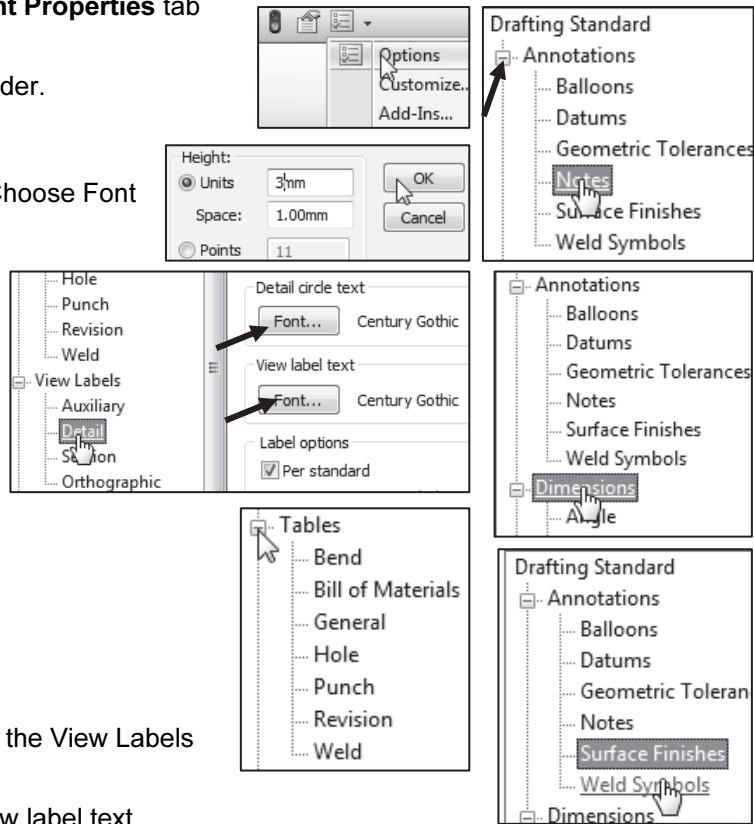 nt Properties tab
der.
Choose Font
the View Labels
w label text
Options
Customize..
Add-Ins...
Drafting Standard
Annotations
Balloons
Datums
Geometric Tolerances
Notes
Surface Finishes
Weld Symbols
Height:
Units 3mm OK
Space: 1.00mm Cancel
Points 11
Hole
Punch
Revision
Weld
View Labels
Auxiliary
Detail
Section
Orthographic
Detail circle text
Font... Century Gothic
View label text
Font... Century Gothic
Label options
Per standard
Annotations
Balloons
Datums
Geometric Tolerances
Notes
Surface Finishes
Weld Symbols
Dimensions
Angle
Tables
Bend
Bill of Materials
General
Hole
Punch
Revision
Weld
Drafting Standard
Annotations
Balloons
Datums
Geometric Toleran
Notes
Surface Finishes
Weld Symbols
Dimensions